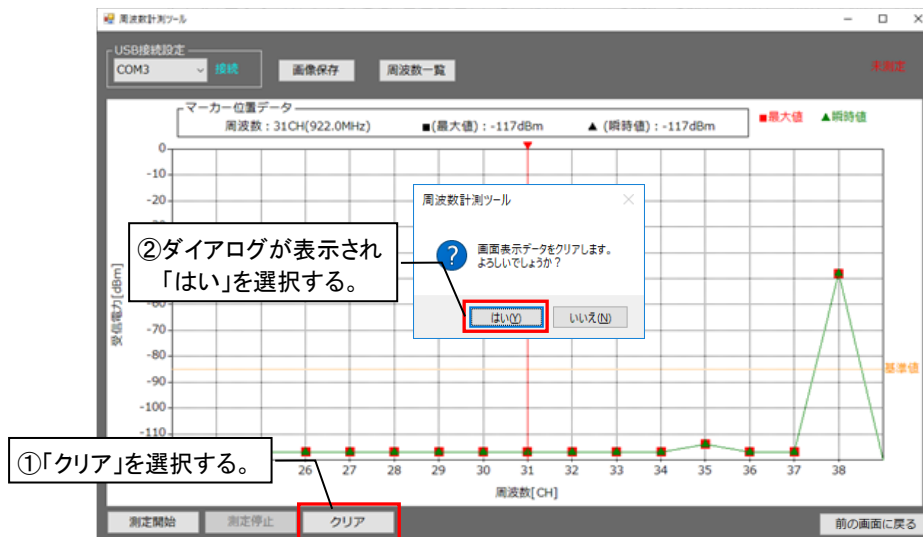 周波数計測ツール
USB接続設定
COM3
接続
画像保存
周波数一覧
未測定
マーカー位置データ
周波数：31CH(922.0MHz)
■(最大値)：-117dBm
▲ (瞬時値)：-117dBm
■最大値
▲瞬時値
0
-10
-20
周波数計測ツール
②ダイアログが表示され
「はい」を選択する。
画面表示データをクリアします。
よろしいでしょうか？
はい(Y)
いいえ(N)
受信電力[dBm]
-60
-70
-80
-90
基準値
-100
-110
①「クリア」を選択する。
26 27 28 29 30 31 32 33 34 35 36 37 38
周波数[CH]
測定開始
測定停止
クリア
前の画面に戻る